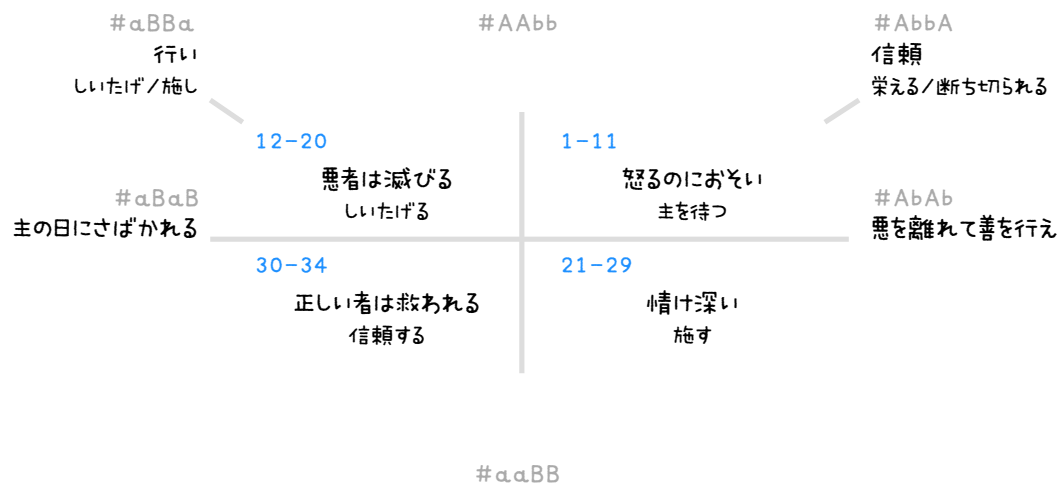 #aBBa
行い
しいたげ/施し
#AAbb
#AbbA
信頼
栄える/断ち切られる
12-20
悪者は滅びる
しいたげる
1-11
怒るのにおそい
主を待つ
#aBaB
主の日にさばかれる
#AbAb
悪を離れて善を行え
30-34
正しい者は救われる
信頼する
21-29
情け深い
施す
#aaBB